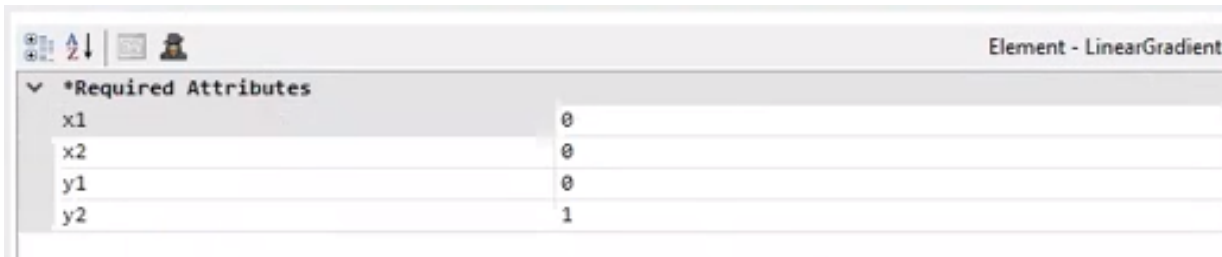 Element - LinearGradient
*Required Attributes
x1 0
x2 0
y1 0
y2 1